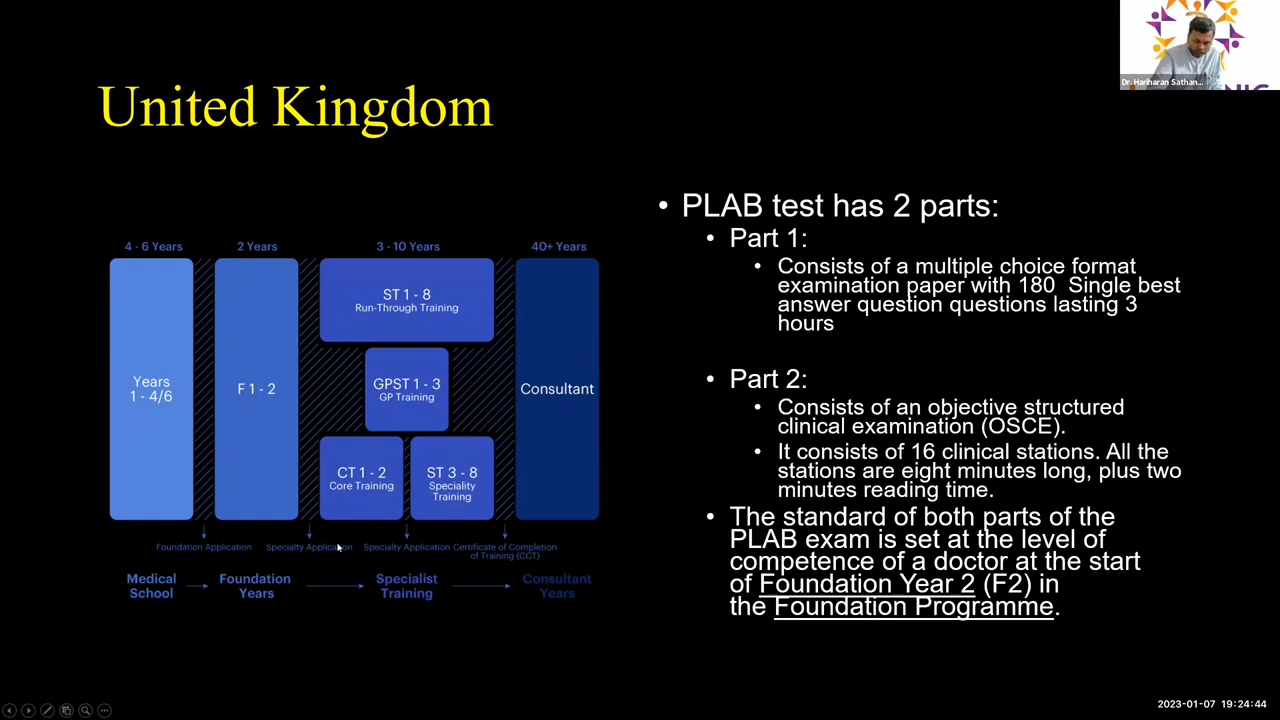 Dr. Hariharan Sathan...
United Kingdom
4 - 6 Years
2 Years
3 - 10 Years
40+ Years
Years
1 - 4/6
F 1 - 2
ST 1 - 8
Run-Through Training
GPST 1 - 3
GP Training
CT 1 - 2
Core Training
ST 3 - 8
Speciality
Training
Consultant
Foundation Application
Specialty Application
Specialty Application
Certificate of Completion
of Training (CCT)
Medical
School
Foundation
Years
Specialist
Training
Consultant
Years
• PLAB test has 2 parts:
• Part 1:
• Consists of a multiple choice format
examination paper with 180 Single best
answer question questions lasting 3
hours
• Part 2:
• Consists of an objective structured
clinical examination (OSCE).
• It consists of 16 clinical stations. All the
stations are eight minutes long, plus two
minutes reading time.
• The standard of both parts of the
PLAB exam is set at the level of
competence of a doctor at the start
of Foundation Year 2 (F2) in
the Foundation Programme.
2023-01-07 19:24:44